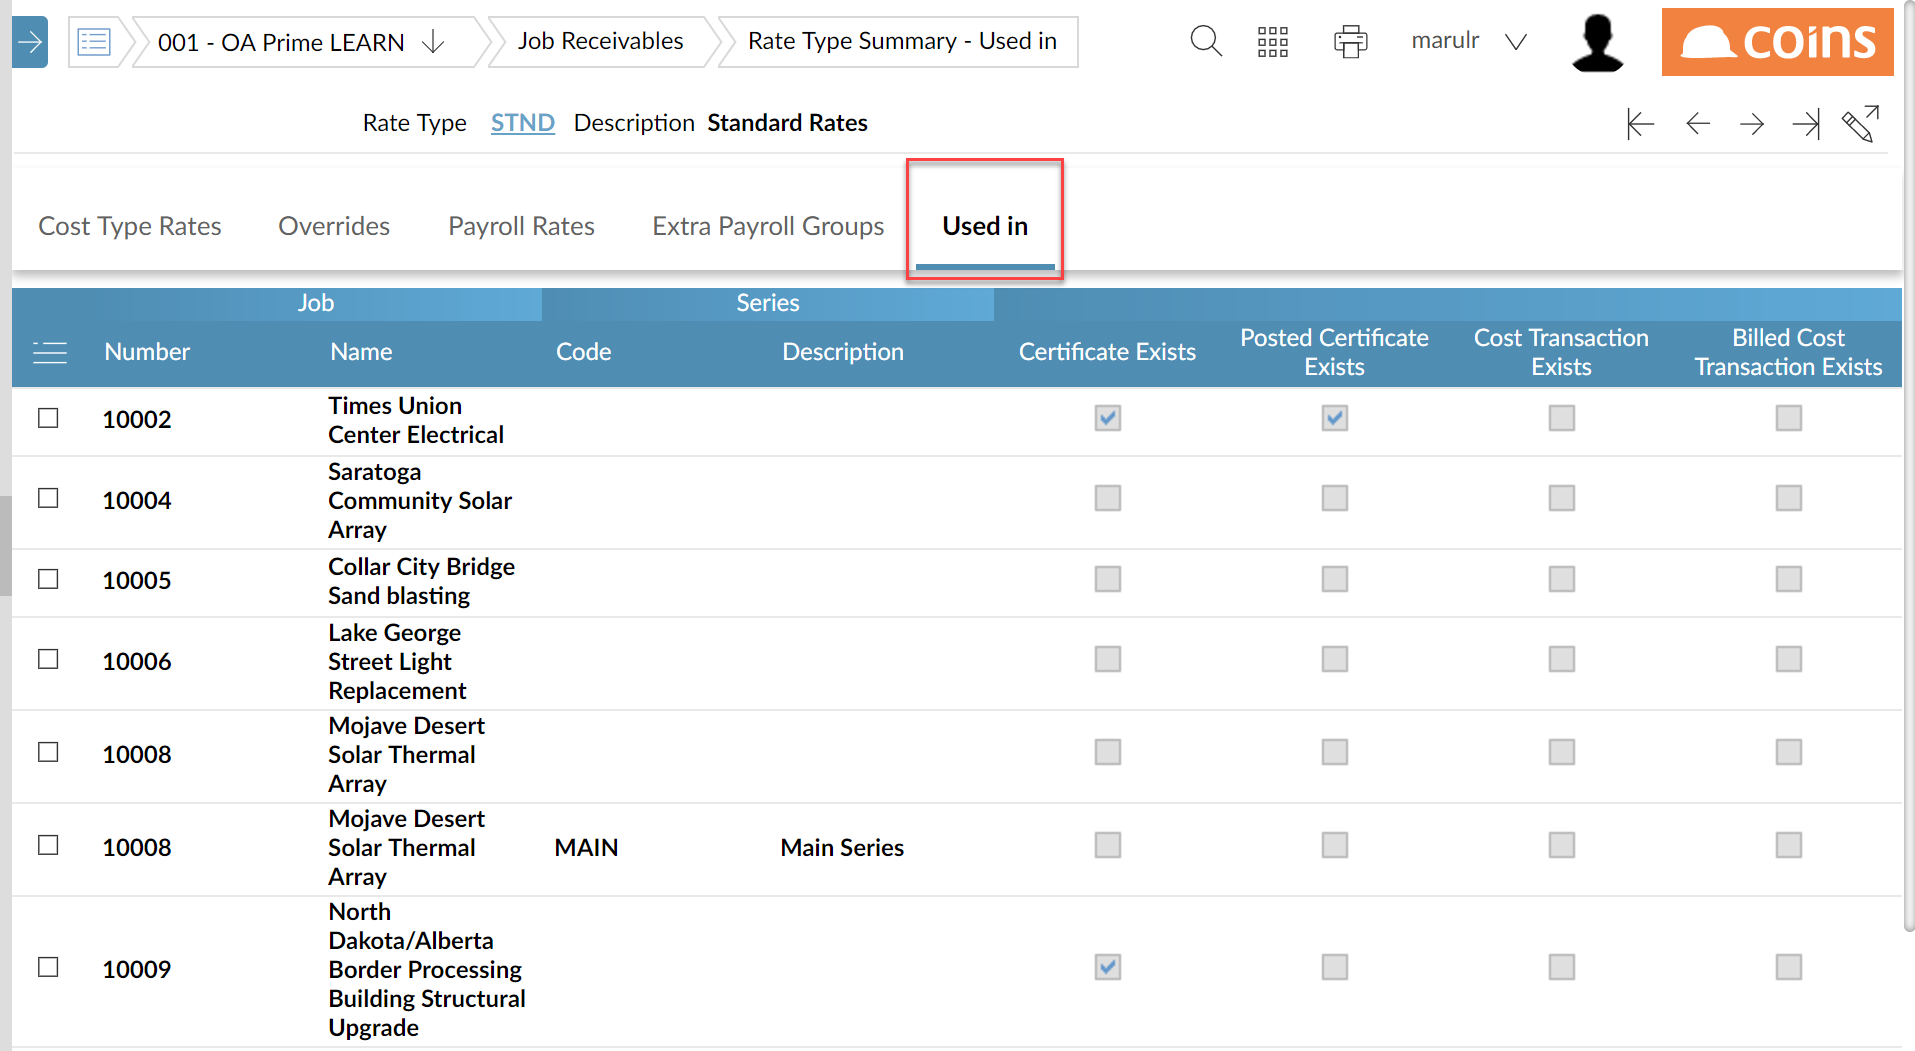 001 - OA Prime LEARN
Job Receivables
Rate Type Summary - Used in
marulr
coins
Rate Type STND Description Standard Rates
Cost Type Rates
Overrides
Payroll Rates
Extra Payroll Groups
Used in
Job
Series
Number
Name
Code
Description
Certificate Exists
Posted Certificate
Exists
Cost Transaction
Exists
Billed Cost
Transaction Exists
10002
Times Union
Center Electrical
10004
Saratoga
Community Solar
Array
10005
Collar City Bridge
Sand blasting
10006
Lake George
Street Light
Replacement
10008
Mojave Desert
Solar Thermal
Array
10008
Mojave Desert
Solar Thermal
Array
MAIN
Main Series
10009
North
Dakota/Alberta
Border Processing
Building Structural
Upgrade